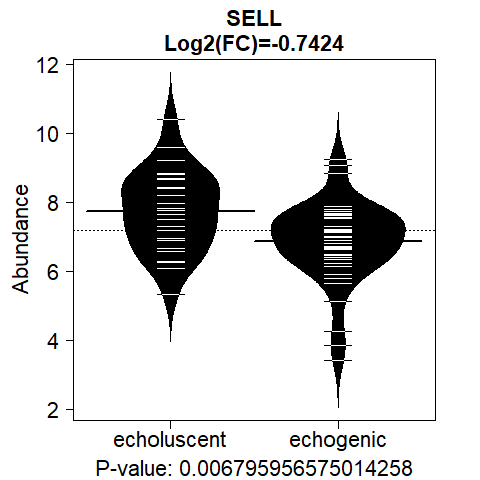 SELL
Log2(FC)=-0.7424
12
10
8
6
4
2
Abundance
echoluscent echogenic
P-value: 0.006795956575014258